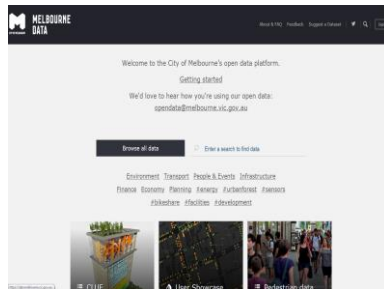 MELBOURNE
DATA
About & FAQ Feedback Suggest a Dataset
Welcome to the City of Melbourne's open data platform.
Getting started
We'd love to hear how you're using our open data:
opendata@melbourne.vic.gov.au
Browse all data
Enter a search to find data
Environment Transport People & Events Infrastructure
Finance Economy Planning #energy #urbanforest #sensors
#bikeshare #facilities #development
CLUE
User Showcase
Pedestrian data